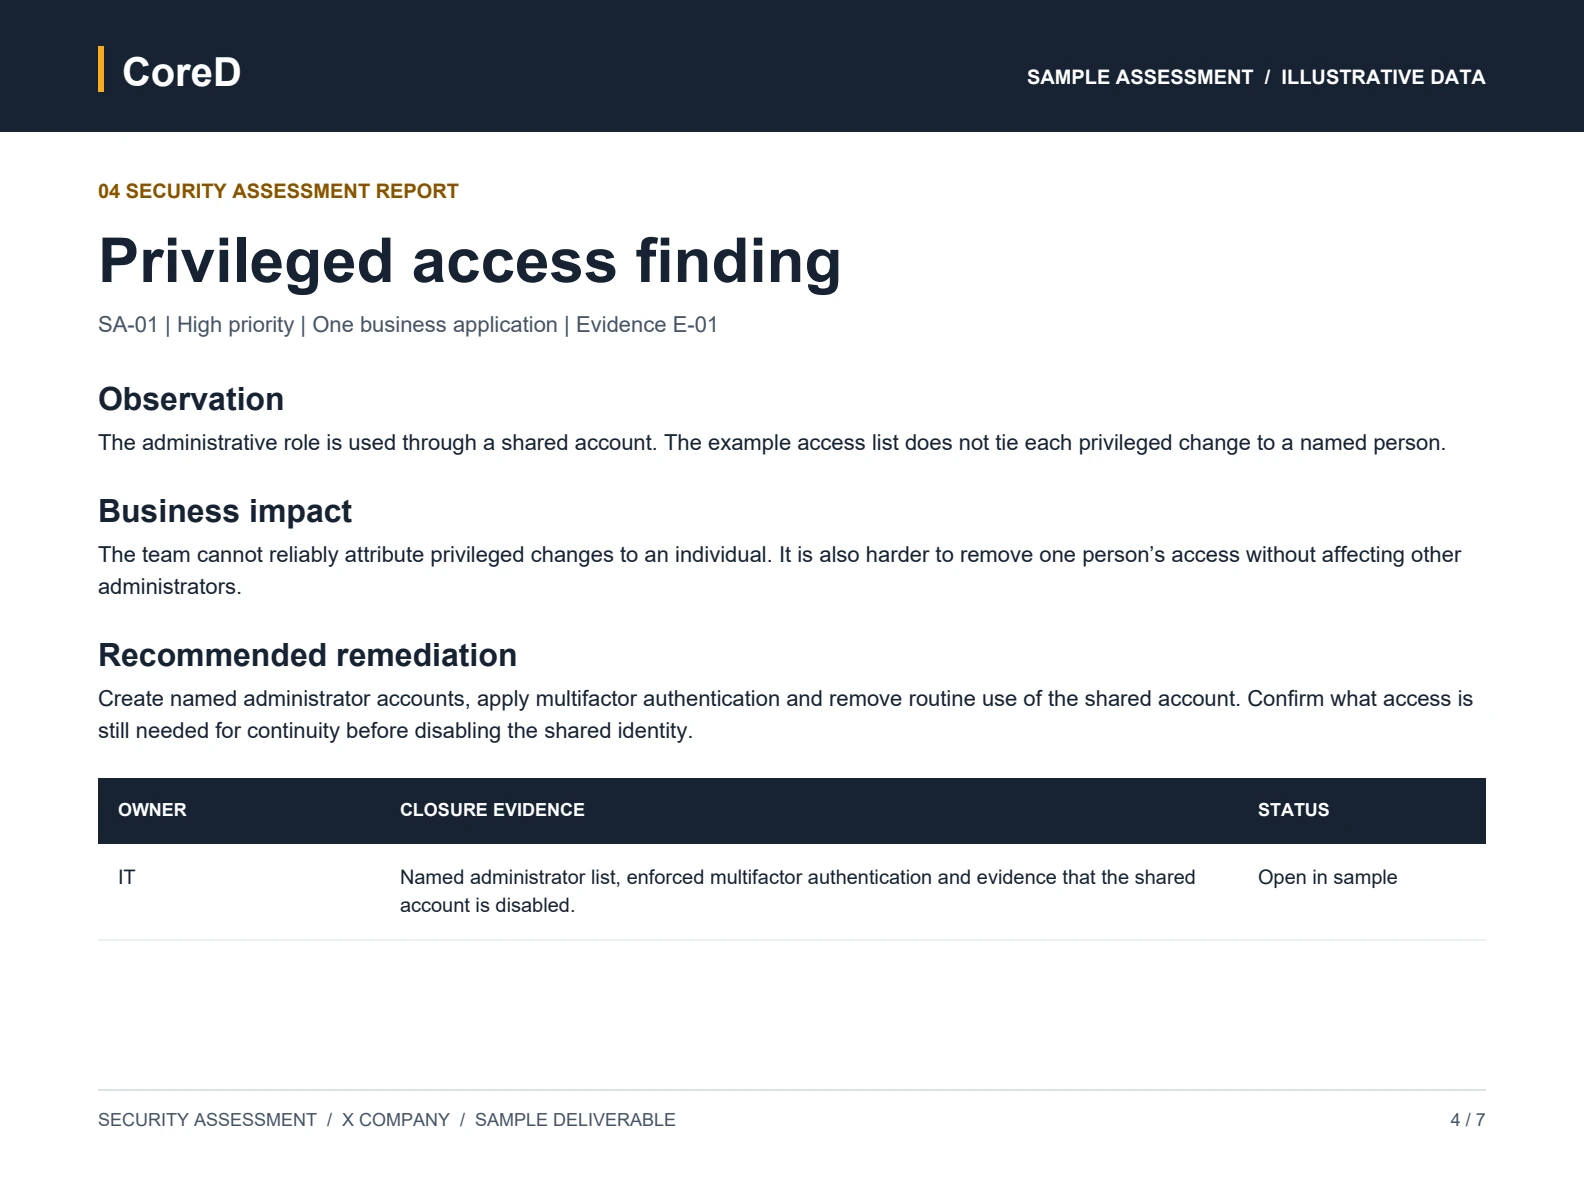 CoreD
SAMPLE ASSESSMENT / ILLUSTRATIVE DATA
04 SECURITY ASSESSMENT REPORT
Privileged access finding
SA-01 | High priority | One business application | Evidence E-01
Observation
The administrative role is used through a shared account. The example access list does not tie each privileged change to a named person.
Business impact
The team cannot reliably attribute privileged changes to an individual. It is also harder to remove one person’s access without affecting other
administrators.
Recommended remediation
Create named administrator accounts, apply multifactor authentication and remove routine use of the shared account. Confirm what access is
still needed for continuity before disabling the shared identity.
OWNER CLOSURE EVIDENCE STATUS
IT Named administrator list, enforced multifactor authentication and evidence that the shared Open in sample
account is disabled.
SECURITY ASSESSMENT / X COMPANY / SAMPLE DELIVERABLE 4 / 7